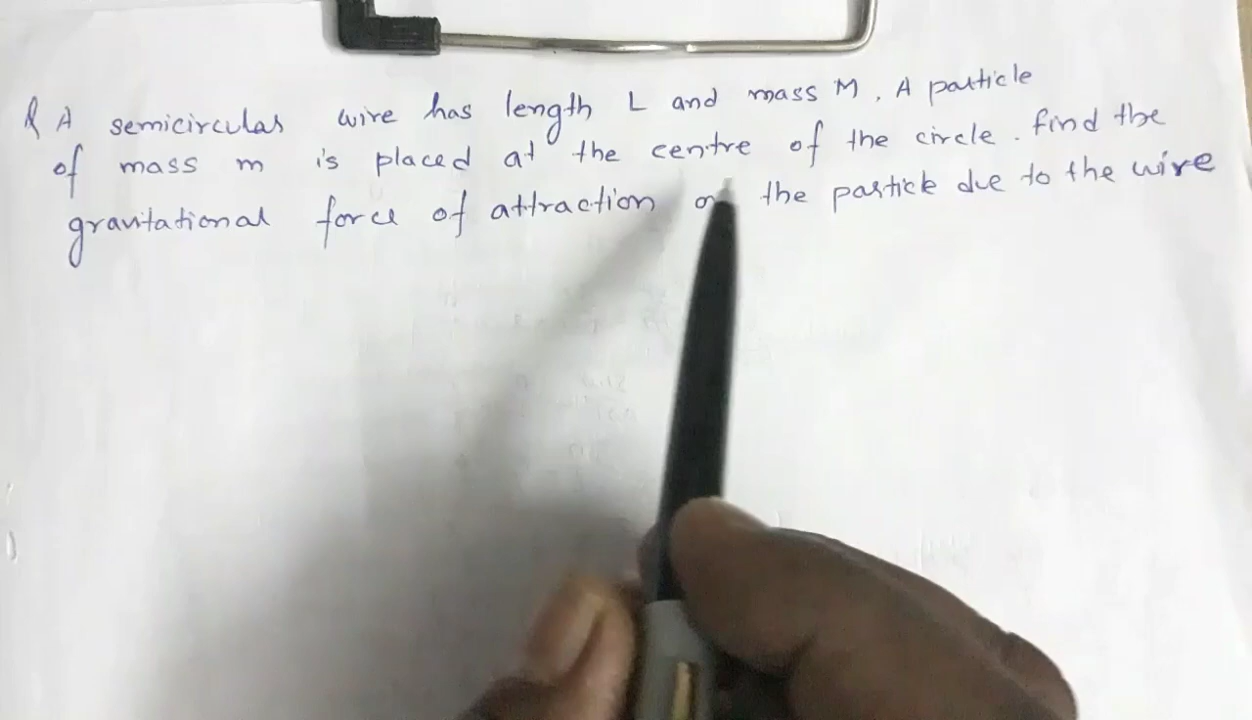 Q A semicircular wire has length L and mass M. A particle
of mass m is placed at the centre of the circle. find the
gravitational force of attraction on the particle due to the wire